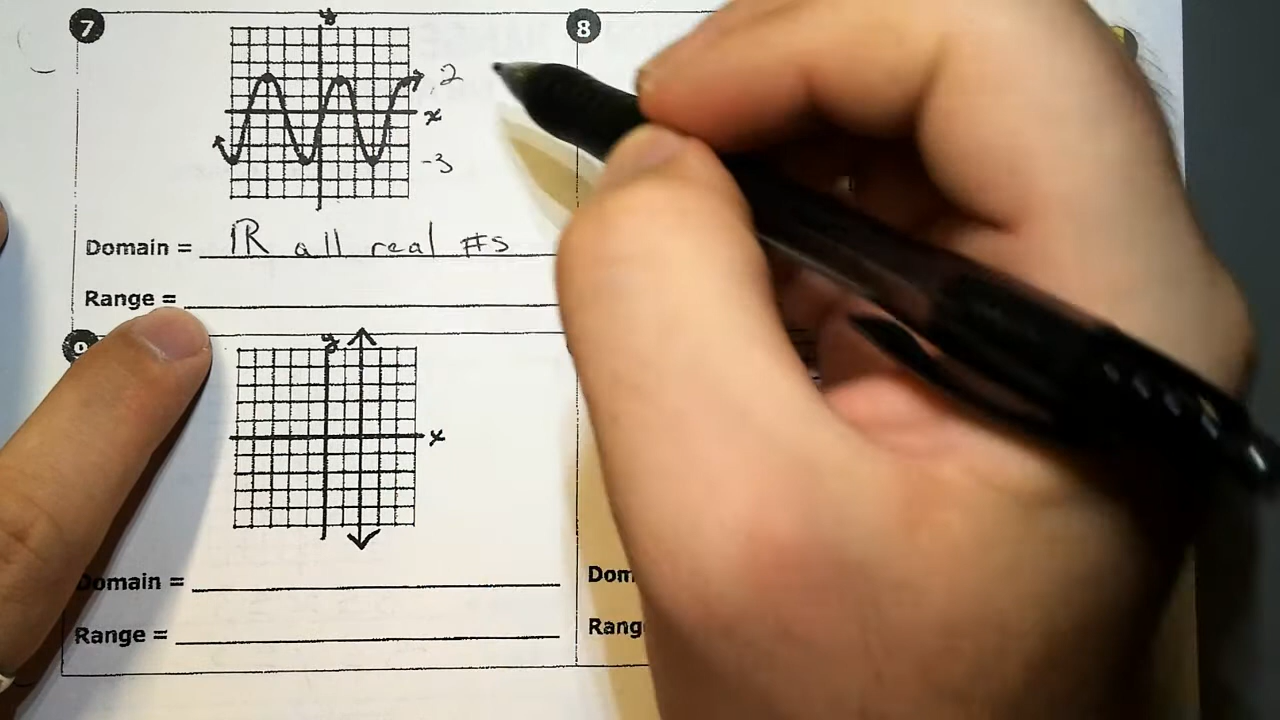 7
8
y
2
x
-3
Domain = ℝ all real #s
Range =
y
x
Domain =
Dom
Range =
Rang